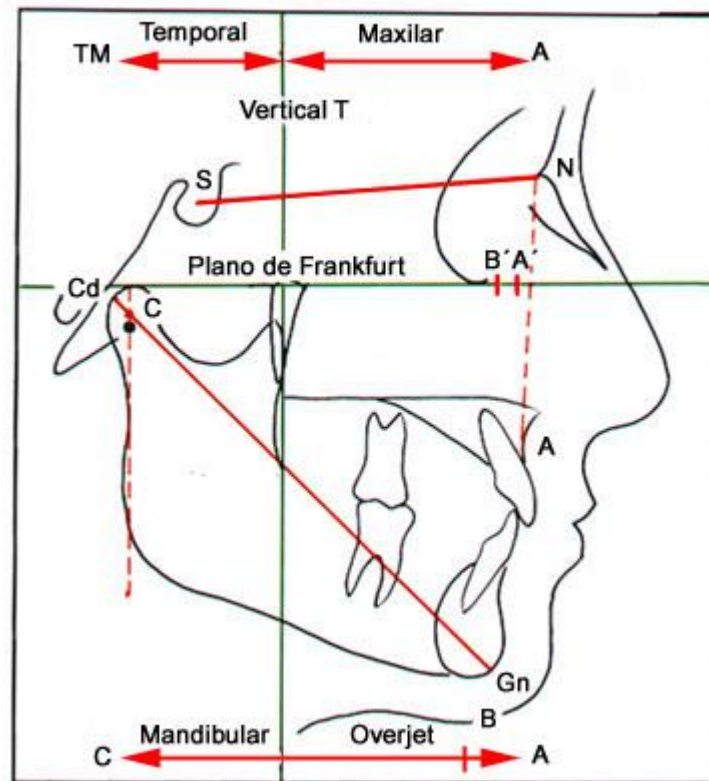 Temporal Maxilar
TM A
Vertical T
S N
Plano de Frankfurt B´ A´
Cd C
A
Gn
B
Mandibular Overjet
C A